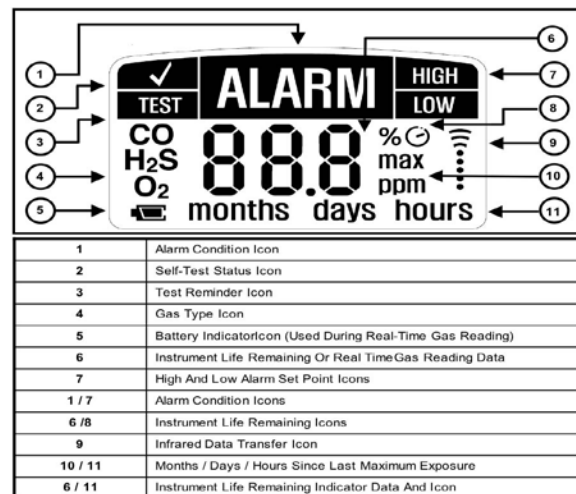 1
2
3
4
5
6
7
8
9
10
11
TEST
ALARM
HIGH
LOW
CO
H₂S
O₂
88.8
%
max
ppm
months days hours
1 Alarm Condition Icon
2 Self-Test Status Icon
3 Test Reminder Icon
4 Gas Type Icon
5 Battery IndicatorIcon (Used During Real-Time Gas Reading)
6 Instrument Life Remaining Or Real TimeGas Reading Data
7 High And Low Alarm Set Point Icons
1 / 7 Alarm Condition Icons
6 /8 Instrument Life Remaining Icons
9 Infrared Data Transfer Icon
10 / 11 Months / Days / Hours Since Last Maximum Exposure
6 / 11 Instrument Life Remaining Indicator Data And Icon